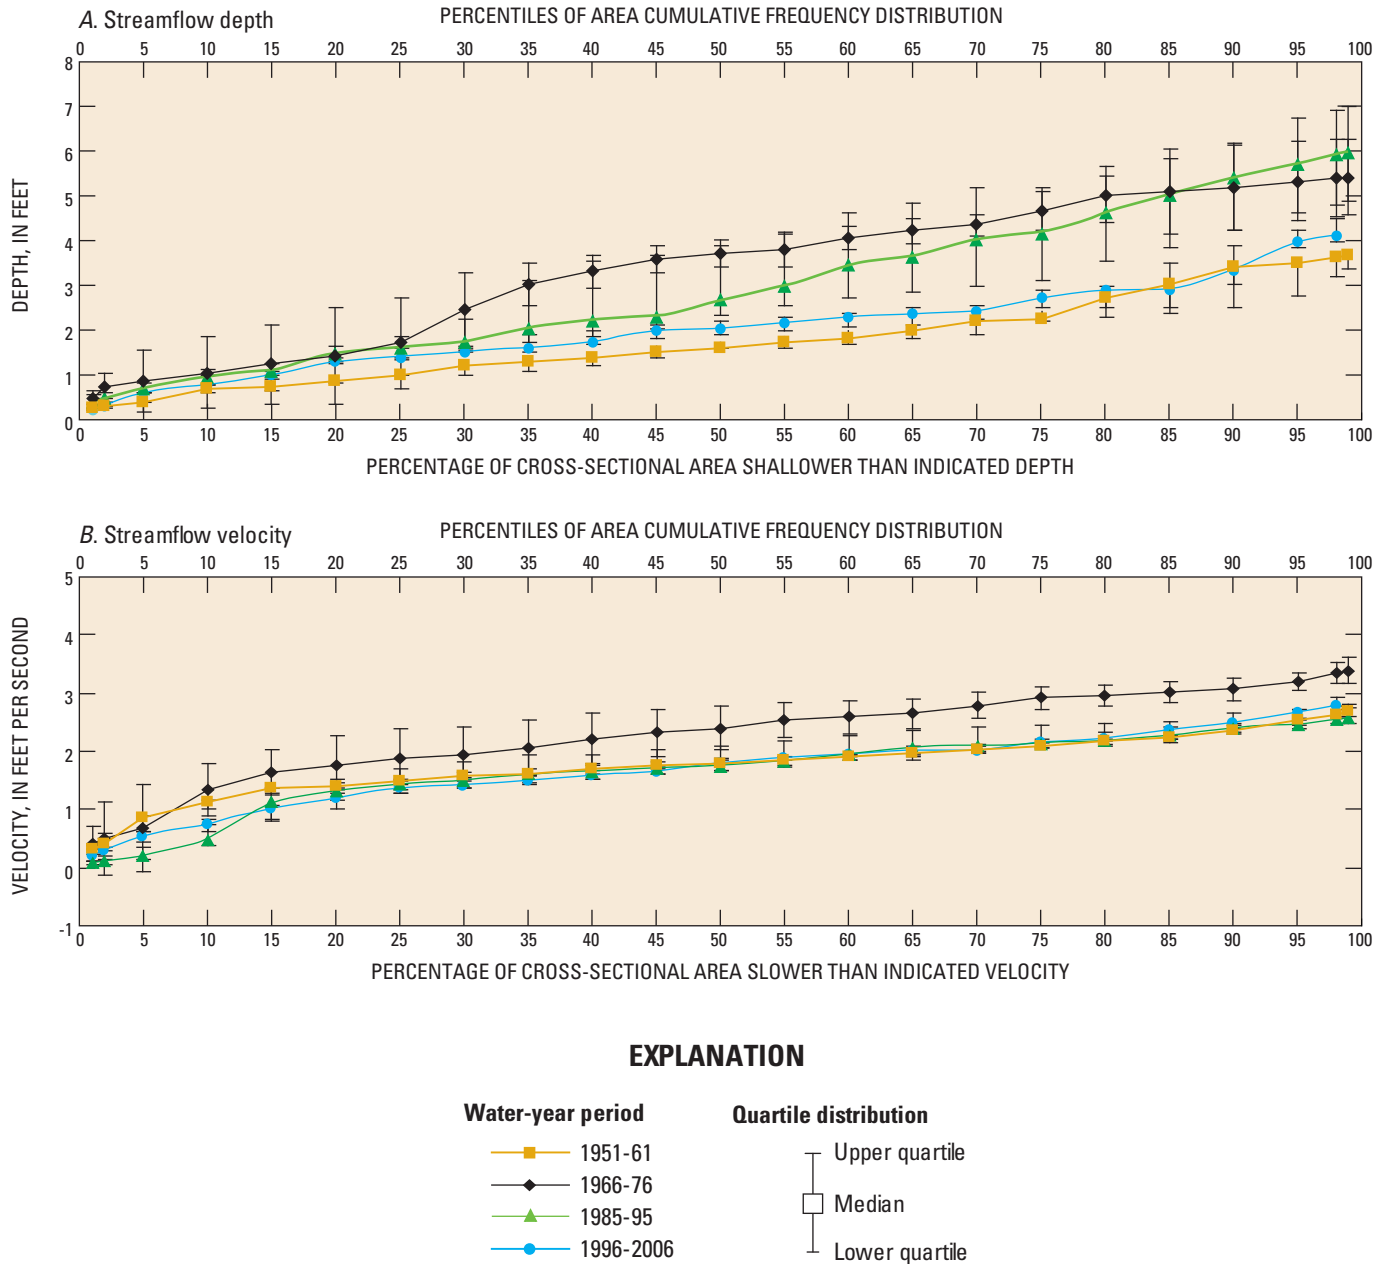 A. Streamflow depth
PERCENTILES OF AREA CUMULATIVE FREQUENCY DISTRIBUTION
0 5 10 15 20 25 30 35 40 45 50 55 60 65 70 75 80 85 90 95 100
8
7
6
5
4
3
2
1
0
DEPTH, IN FEET
0 5 10 15 20 25 30 35 40 45 50 55 60 65 70 75 80 85 90 95 100
PERCENTAGE OF CROSS-SECTIONAL AREA SHALLOWER THAN INDICATED DEPTH
B. Streamflow velocity
PERCENTILES OF AREA CUMULATIVE FREQUENCY DISTRIBUTION
0 5 10 15 20 25 30 35 40 45 50 55 60 65 70 75 80 85 90 95 100
5
4
3
2
1
0
-1
VELOCITY, IN FEET PER SECOND
0 5 10 15 20 25 30 35 40 45 50 55 60 65 70 75 80 85 90 95 100
PERCENTAGE OF CROSS-SECTIONAL AREA SLOWER THAN INDICATED VELOCITY
EXPLANATION
Water-year period
1951-61
1966-76
1985-95
1996-2006
Quartile distribution
Upper quartile
Median
Lower quartile